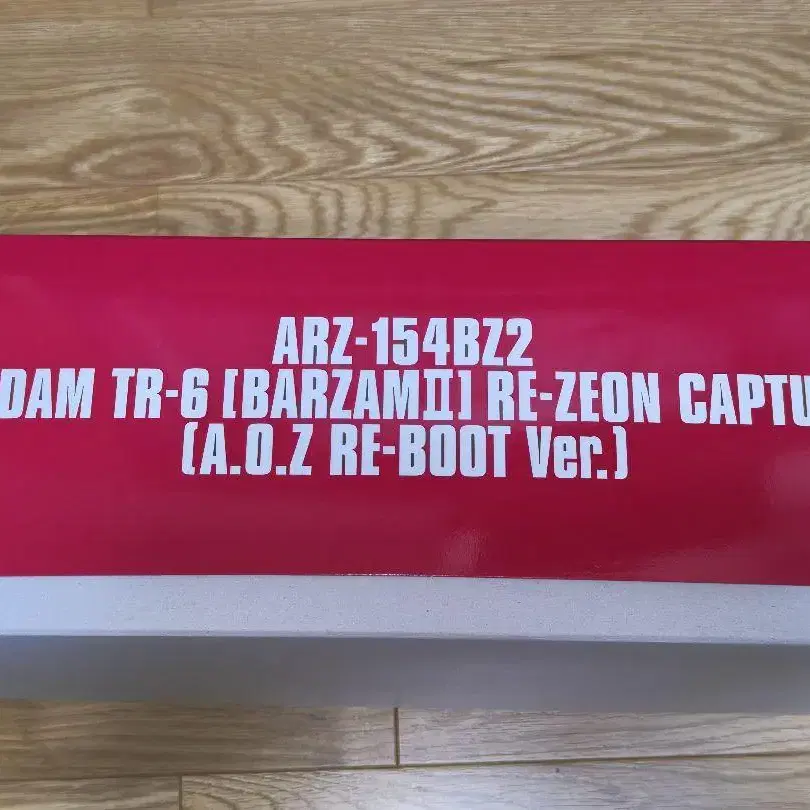 ARZ-154BZ2
DAM TR-6 [BARZAMⅡ] RE-ZEON CAPTU
(A.O.Z RE-BOOT Ver.)